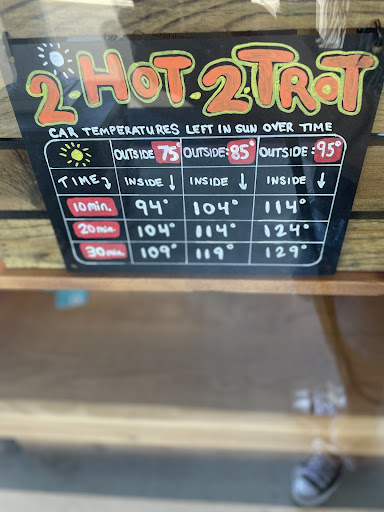 2·HOT·2·TROT
CAR TEMPERATURES LEFT IN SUN OVER TIME
OUTSIDE 75° OUTSIDE: 85° OUTSIDE: 95°
TIME INSIDE ↓ INSIDE ↓ INSIDE ↓
10 min. 94° 104° 114°
20 min. 104° 114° 124°
30 min. 109° 119° 129°